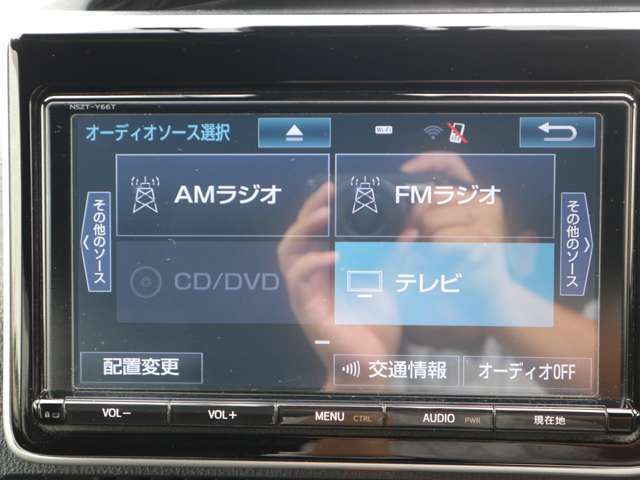 NSZT-Y66T
オーディオソース選択
Wi-Fi
AMラジオ
FMラジオ
その他のソース
その他のソース
CD/DVD
テレビ
配置変更
交通情報
オーディオOFF
VOL−
VOL+
MENU CTRL
AUDIO PWR
現在地